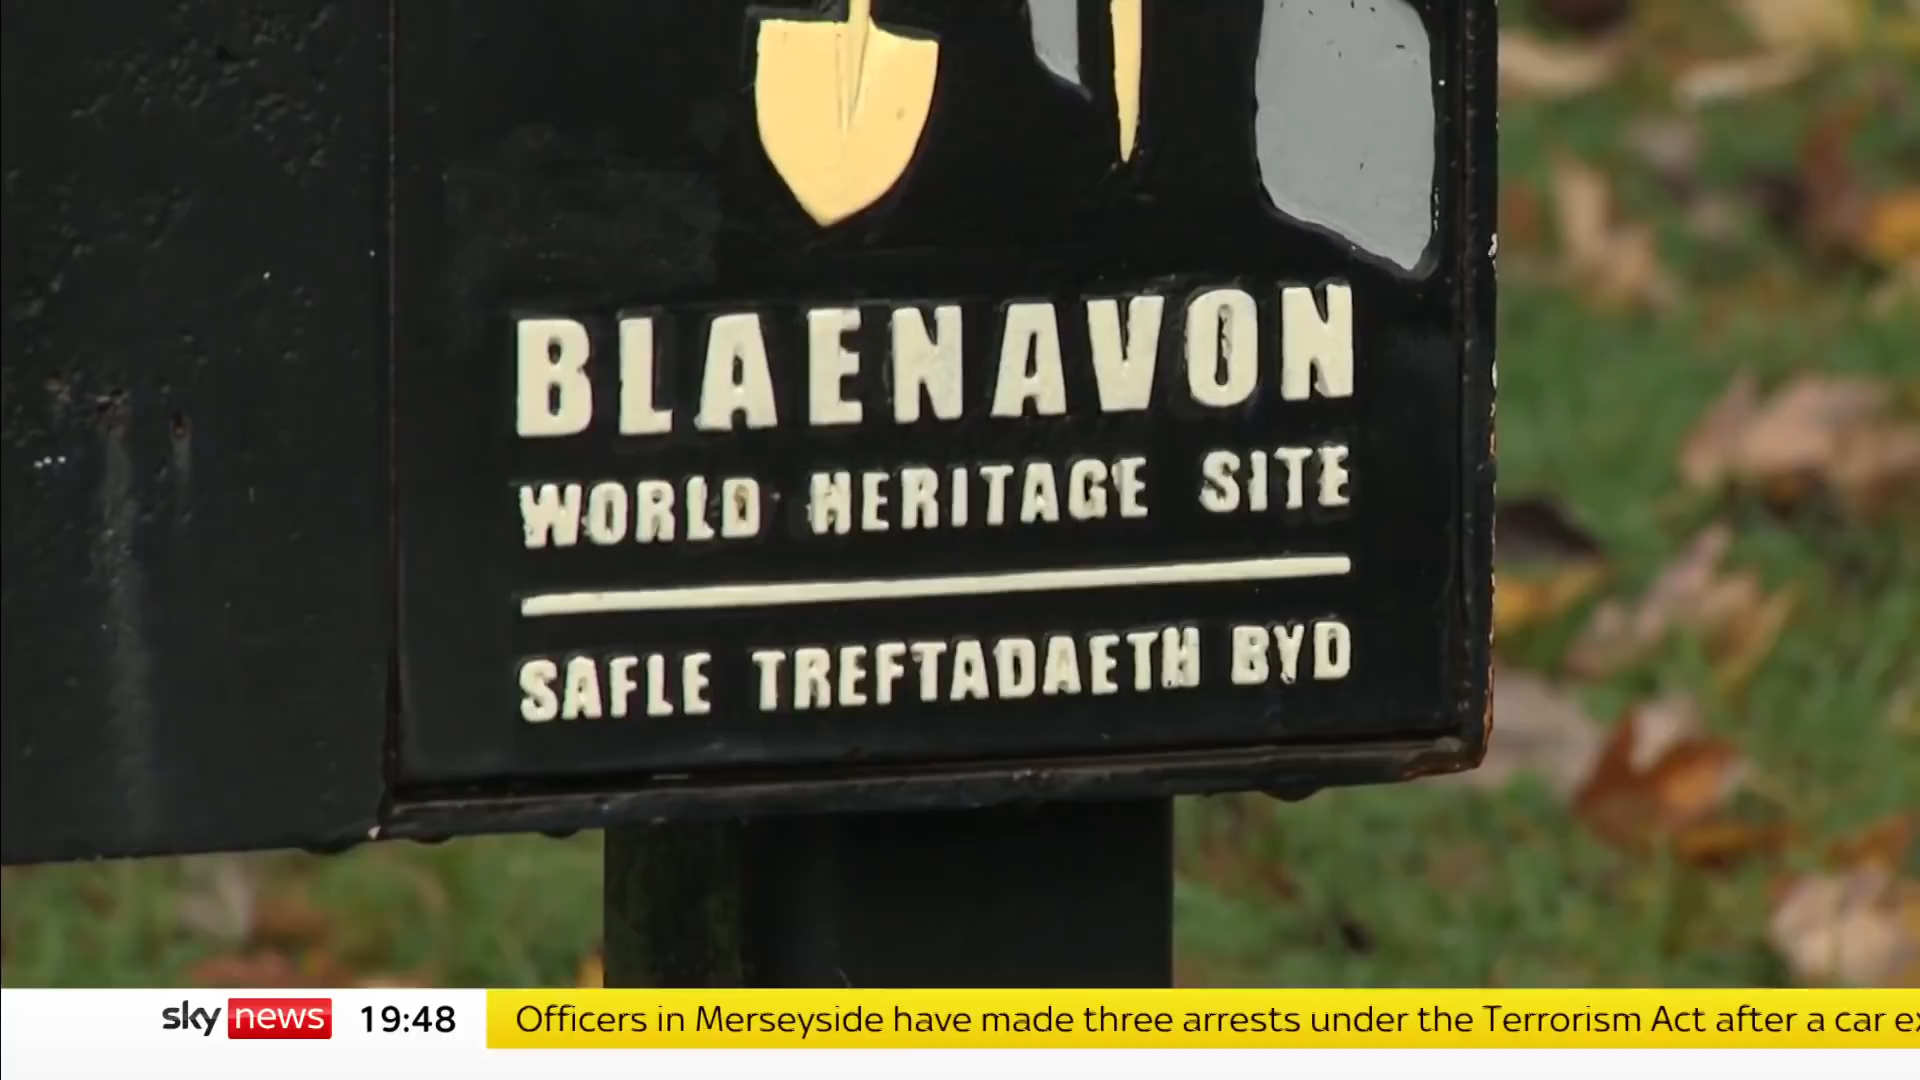 BLAENAVON
WORLD HERITAGE SITE
SAFLE TREFTADAETH BYD
sky news 19:48 Officers in Merseyside have made three arrests under the Terrorism Act after a car